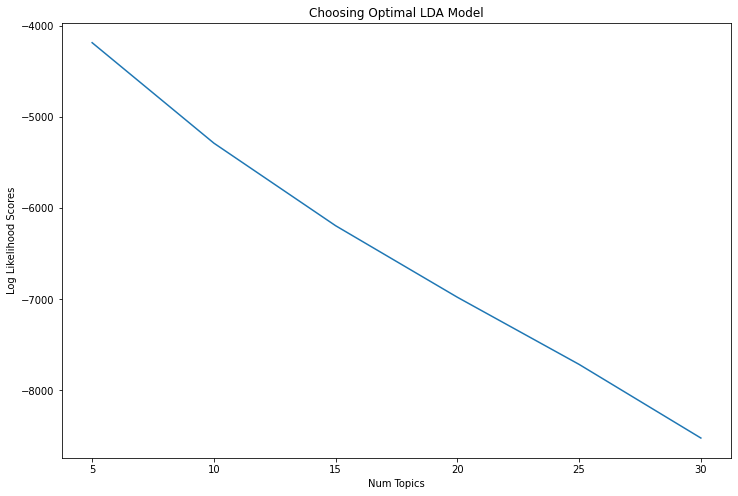 Choosing Optimal LDA Model
−4000
−5000
−6000
−7000
−8000
Log Likelihood Scores
5 10 15 20 25 30
Num Topics